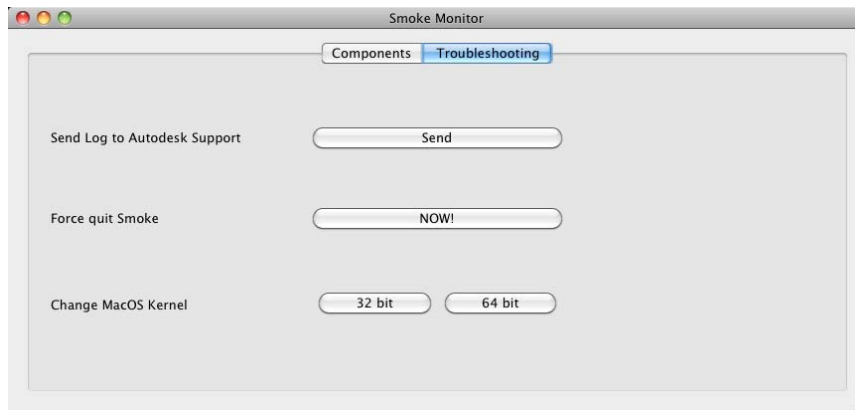 Smoke Monitor
Components Troubleshooting
Send Log to Autodesk Support Send
Force quit Smoke NOW!
Change MacOS Kernel 32 bit 64 bit